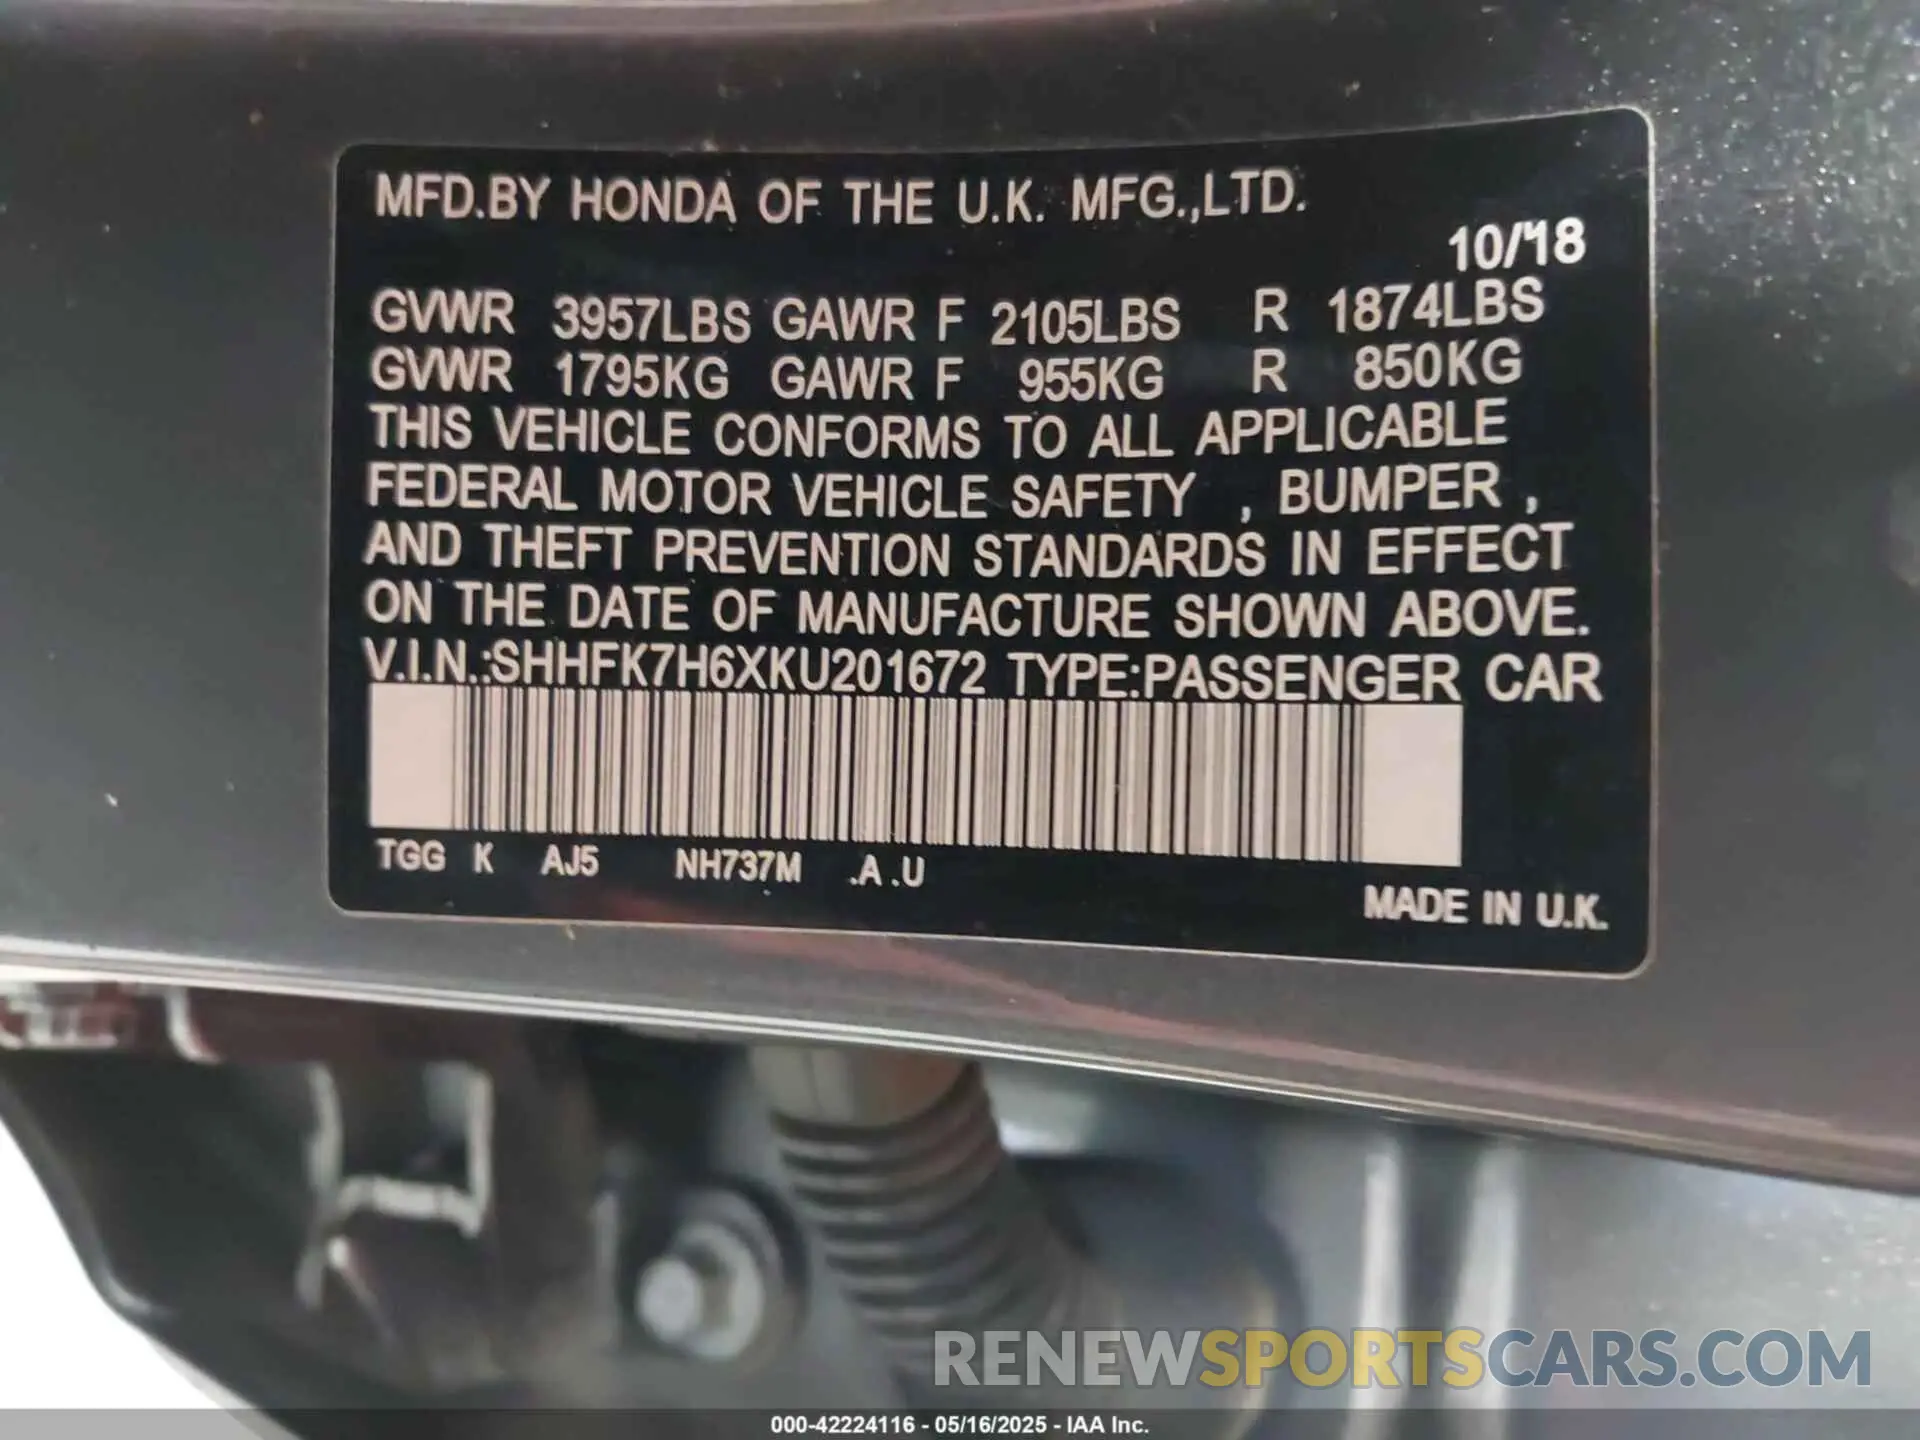 MFD.BY HONDA OF THE U.K. MFG.,LTD.
10/18
GVWR 3957LBS GAWR F 2105LBS R 1874LBS
GVWR 1795KG GAWR F 955KG R 850KG
THIS VEHICLE CONFORMS TO ALL APPLICABLE
FEDERAL MOTOR VEHICLE SAFETY , BUMPER ,
AND THEFT PREVENTION STANDARDS IN EFFECT
ON THE DATE OF MANUFACTURE SHOWN ABOVE.
V.I.N.:SHHFK7H6XKU201672 TYPE:PASSENGER CAR
TGG K AJ5 NH737M .A .U
MADE IN U.K.
RENEWSPORTSCARS.COM
000-42224116 - 05/16/2025 - IAA Inc.